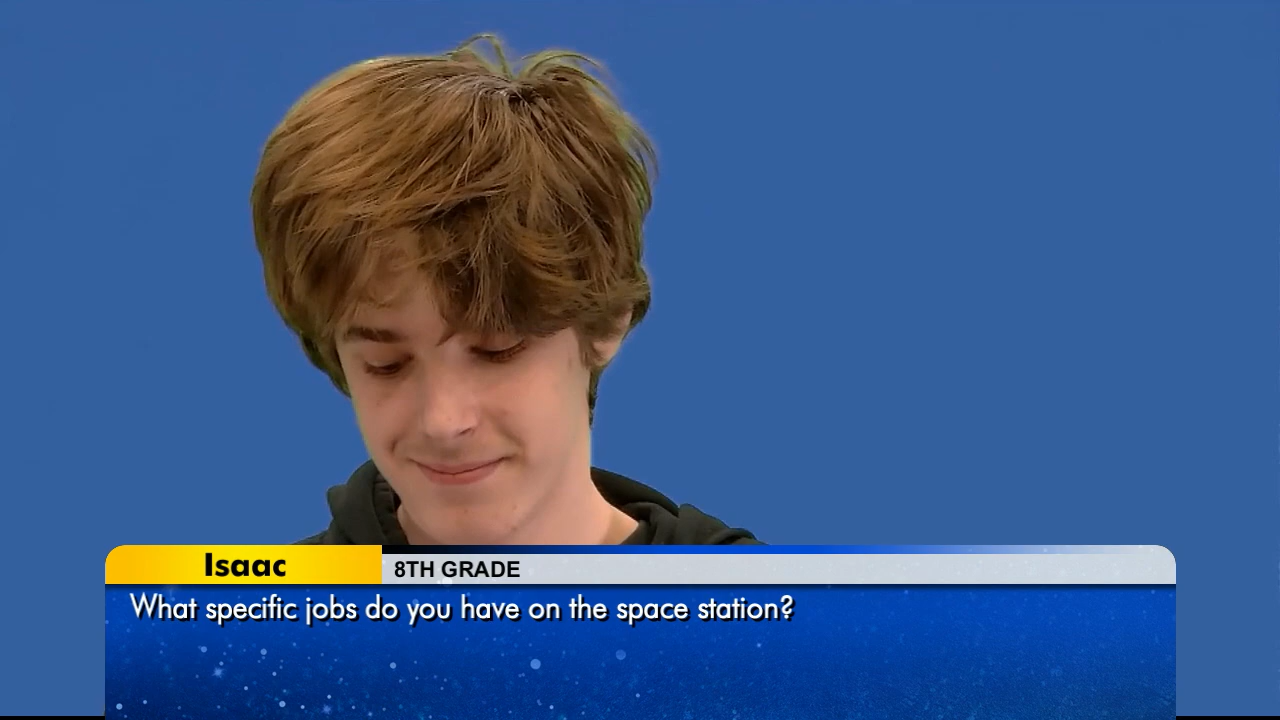 Isaac
8TH GRADE
What specific jobs do you have on the space station?